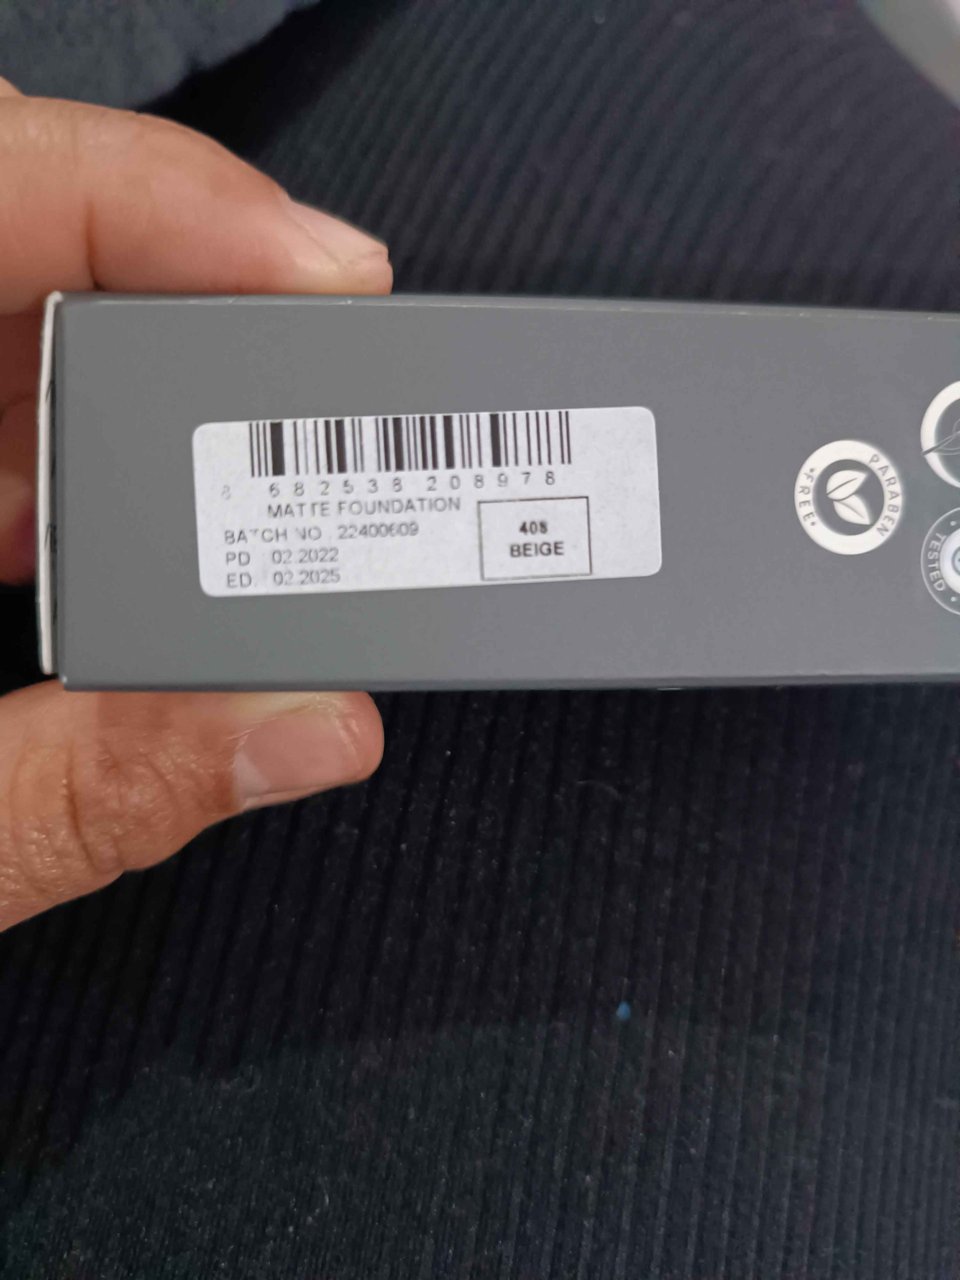 8 682538 208978
MATTE FOUNDATION
BATCH NO 22400609
PD 02.2022
ED. 02.2025
408
BEIGE
PARABEN
•FREE•
TESTED